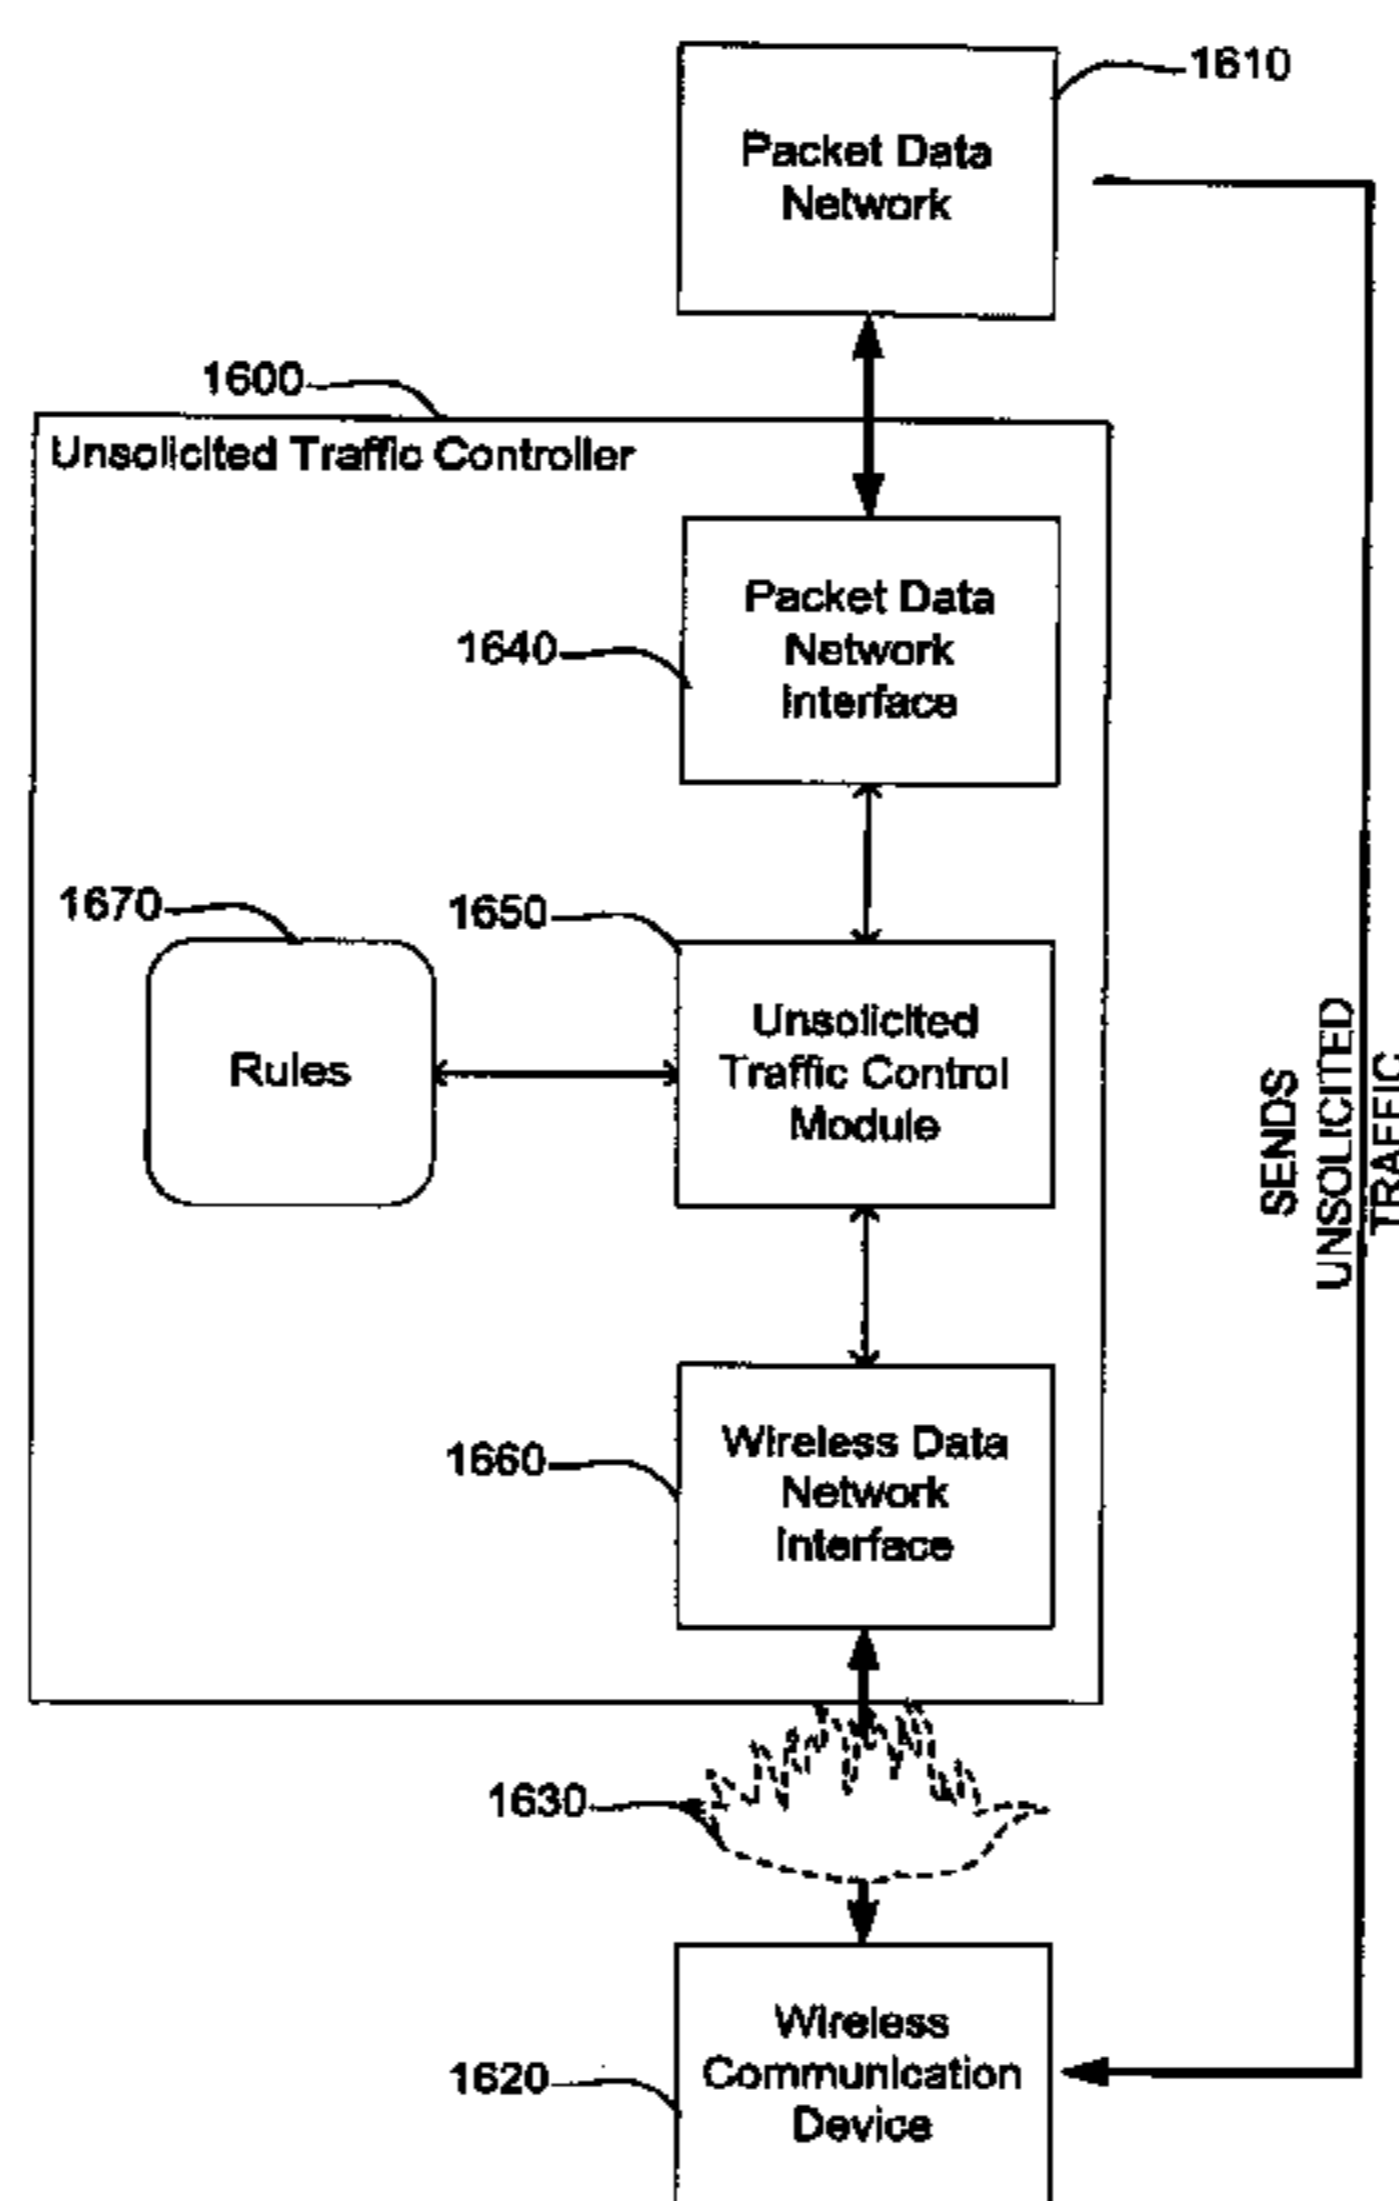 1610
Packet Data
Network
1600
Unsolicited Traffic Controller
Packet Data
Network
Interface
1640
1670
1650
Rules
Unsolicited
Traffic Control
Module
SENDS
UNSOLICITED
TRAFFIC
1660
Wireless Data
Network
Interface
1630
1620
Wireless
Communication
Device